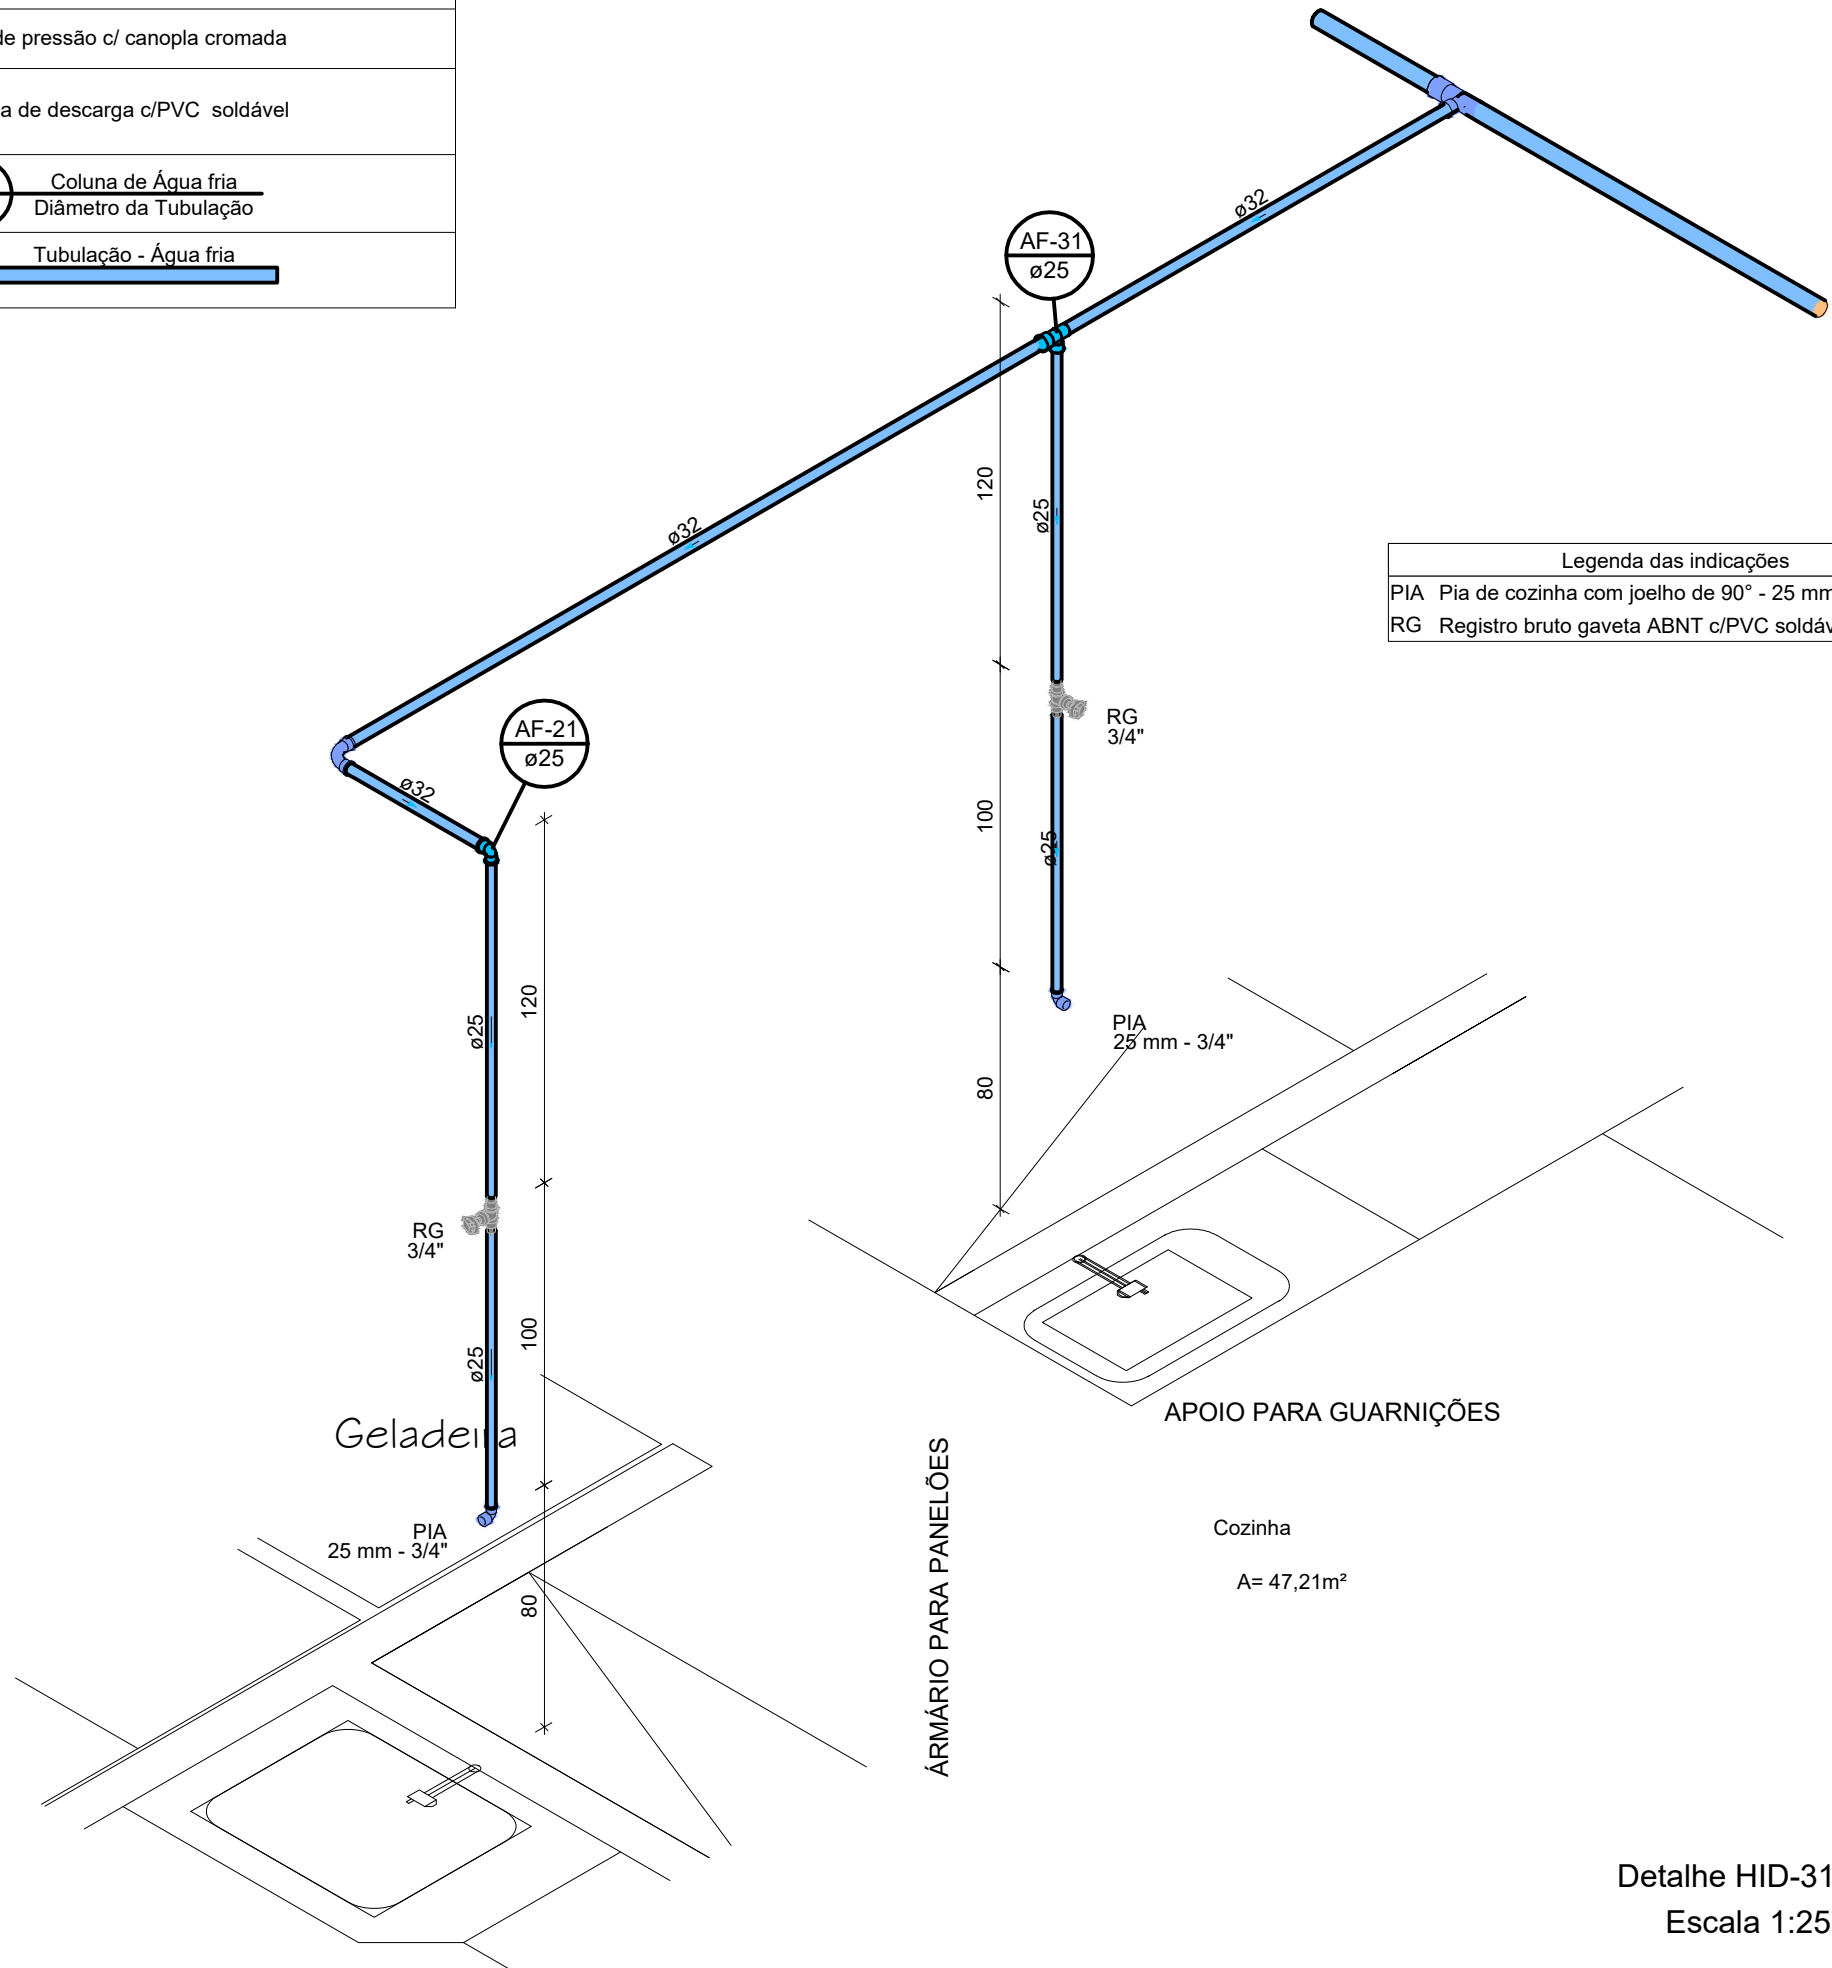 de pressão c/ canopla cromada
a de descarga c/PVC soldável
Coluna de Água fria
Diâmetro da Tubulação
Tubulação - Água fria
ø32
AF-31
ø25
120
ø25
ø32
Legenda das indicações
PIA Pia de cozinha com joelho de 90° - 25 mm
RG Registro bruto gaveta ABNT c/PVC soldáv
RG
3/4"
AF-21
ø25
ø32
100
ø25
120
ø25
PIA
25 mm - 3/4"
80
RG
3/4"
100
ø25
Geladeira
APOIO PARA GUARNIÇÕES
ÁRMÁRIO PARA PANELÕES
PIA
25 mm - 3/4"
80
Cozinha
A= 47,21m²
Detalhe HID-31
Escala 1:25